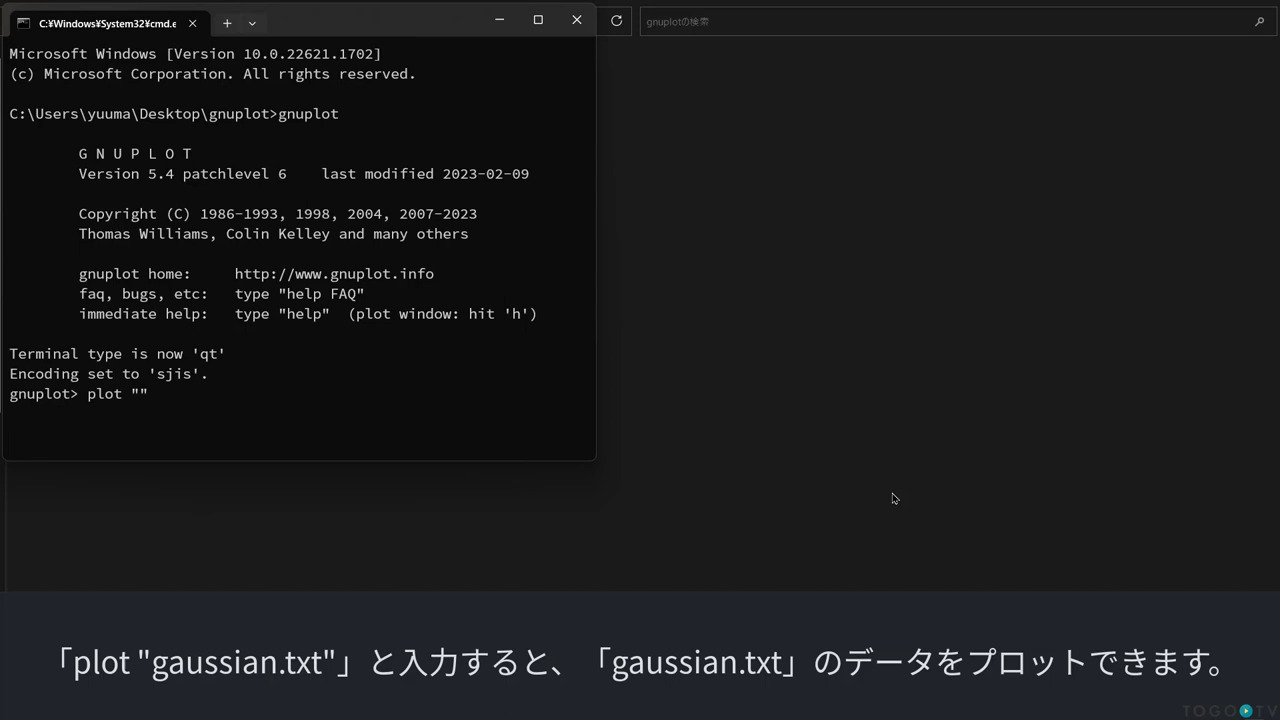 C:¥Windows¥System32¥cmd.e
gnuplotの検索
Microsoft Windows [Version 10.0.22621.1702]
(c) Microsoft Corporation. All rights reserved.
C:\Users\yuuma\Desktop\gnuplot>gnuplot
G N U P L O T
Version 5.4 patchlevel 6    last modified 2023-02-09
Copyright (C) 1986-1993, 1998, 2004, 2007-2023
Thomas Williams, Colin Kelley and many others
gnuplot home:     http://www.gnuplot.info
faq, bugs, etc:   type "help FAQ"
immediate help:   type "help"  (plot window: hit 'h')
Terminal type is now 'qt'
Encoding set to 'sjis'.
gnuplot> plot ""
「plot "gaussian.txt"」と入力すると、「gaussian.txt」のデータをプロットできます。
TOGO TV